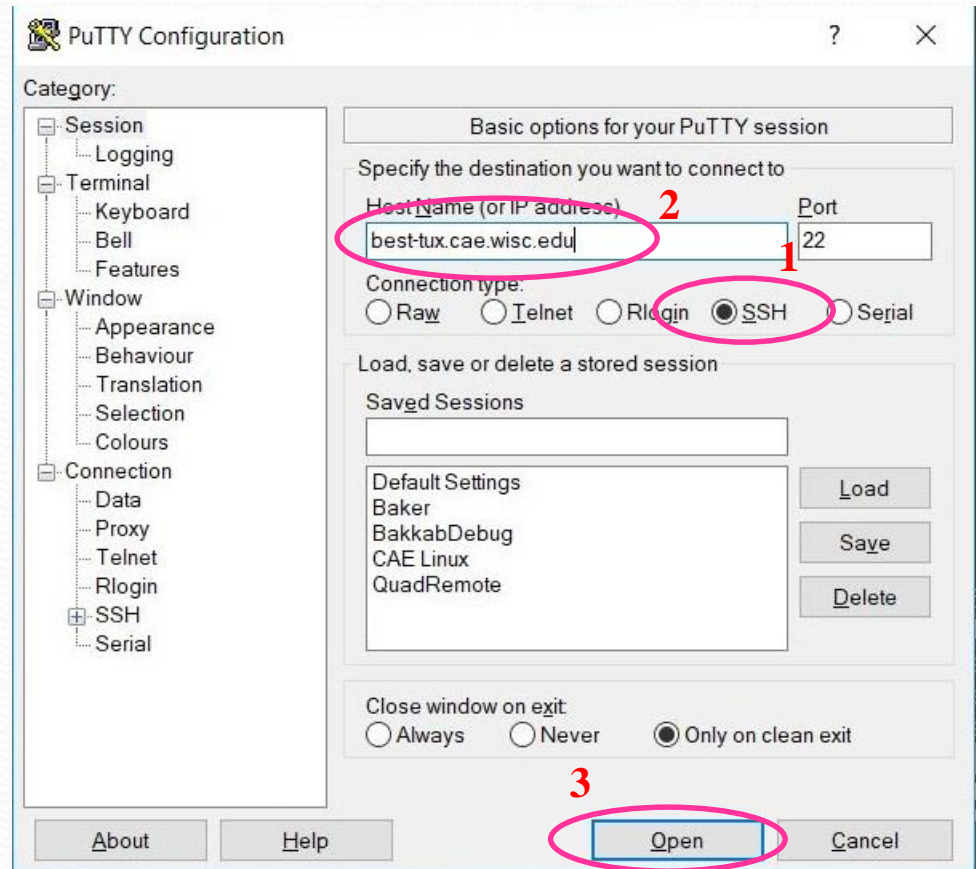 PuTTY Configuration ? ×
Category:
Session
Logging
Terminal
Keyboard
Bell
Features
Window
Appearance
Behaviour
Translation
Selection
Colours
Connection
Data
Proxy
Telnet
Rlogin
SSH
Serial
Basic options for your PuTTY session
Specify the destination you want to connect to
Host Name (or IP address) 2 Port
best-tux.cae.wisc.edu 22
1
Connection type:
Raw Telnet Rlogin SSH Serial
Load, save or delete a stored session
Saved Sessions
Default Settings
Baker
BakkabDebug
CAE Linux
QuadRemote
Load
Save
Delete
Close window on exit:
Always Never Only on clean exit
3
About Help Open Cancel